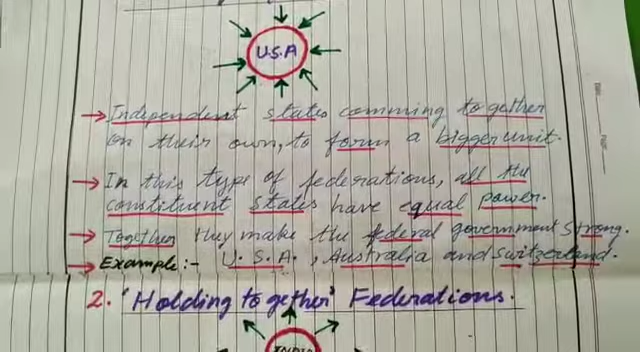 U.S.A
Independent states comming together
on their own, to form a bigger unit.
In this type of federations, all the
constituent states have equal power.
Together they make the federal government strong.
Example:- U.S.A., Australia and Switzerland.
2. 'Holding together' Federations.
INDIA